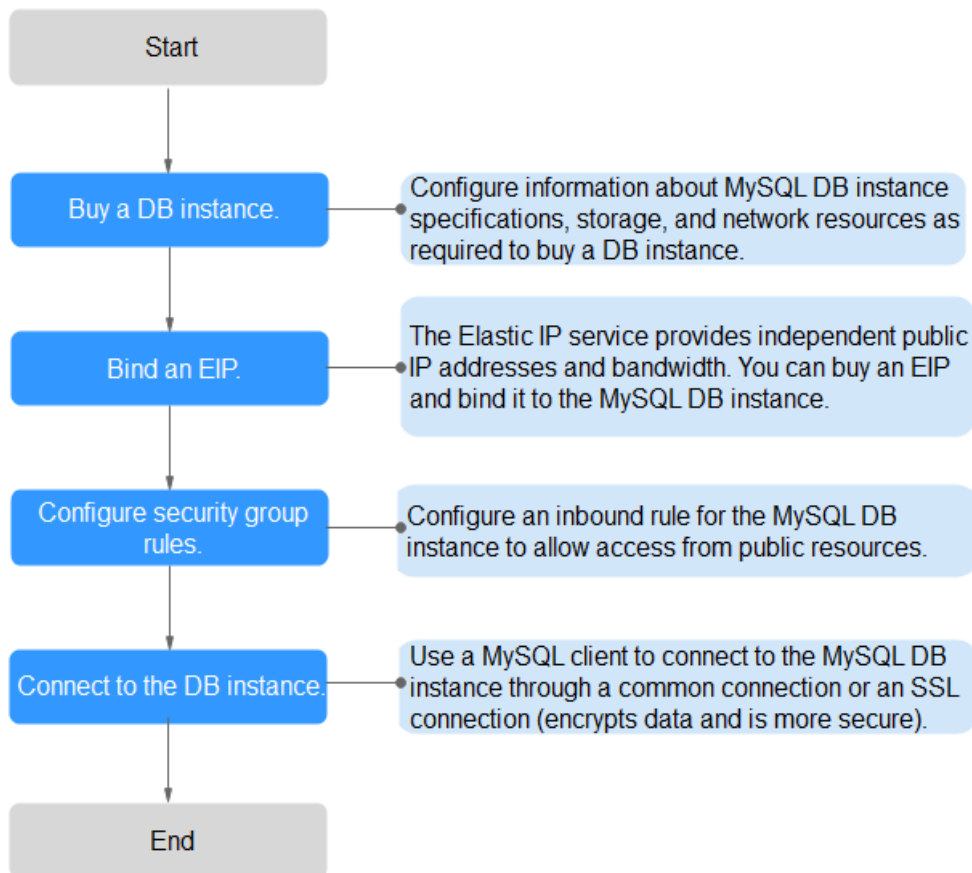 Start
Buy a DB instance.
Configure information about MySQL DB instance
specifications, storage, and network resources as
required to buy a DB instance.
Bind an EIP.
The Elastic IP service provides independent public
IP addresses and bandwidth. You can buy an EIP
and bind it to the MySQL DB instance.
Configure security group
rules.
Configure an inbound rule for the MySQL DB
instance to allow access from public resources.
Connect to the DB instance.
Use a MySQL client to connect to the MySQL DB
instance through a common connection or an SSL
connection (encrypts data and is more secure).
End